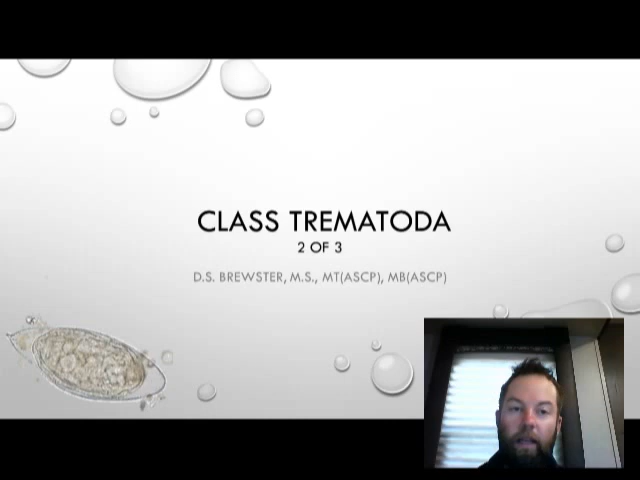 CLASS TREMATODA
2 OF 3
D.S. BREWSTER, M.S., MT(ASCP), MB(ASCP)